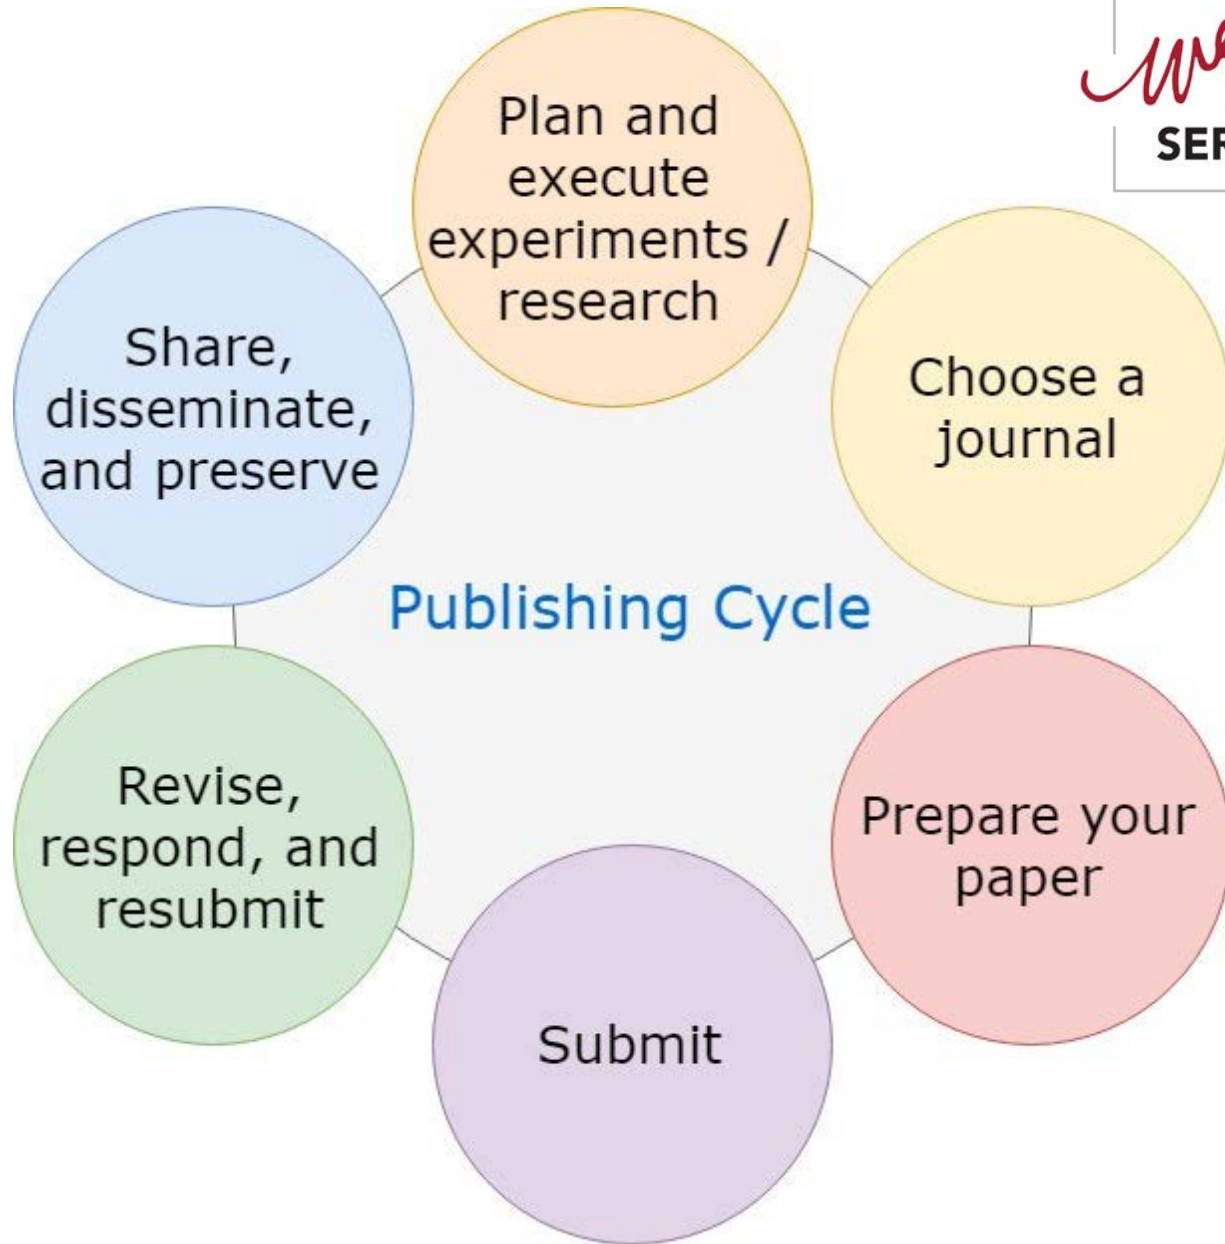 Plan and
execute
experiments /
research
Choose a
journal
Prepare your
paper
Submit
Revise,
respond, and
resubmit
Share,
disseminate,
and preserve
Publishing Cycle